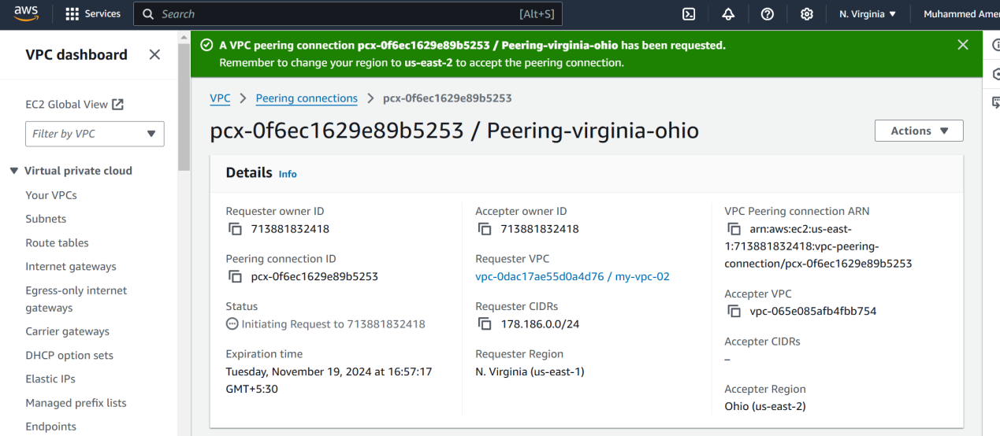 aws
Services
Search
[Alt+S]
N. Virginia
Muhammed Amer
VPC dashboard
EC2 Global View
Filter by VPC
Virtual private cloud
Your VPCs
Subnets
Route tables
Internet gateways
Egress-only internet
gateways
Carrier gateways
DHCP option sets
Elastic IPs
Managed prefix lists
Endpoints
A VPC peering connection pcx-0f6ec1629e89b5253 / Peering-virginia-ohio has been requested.
Remember to change your region to us-east-2 to accept the peering connection.
VPC > Peering connections > pcx-0f6ec1629e89b5253
pcx-0f6ec1629e89b5253 / Peering-virginia-ohio
Actions
Details Info
Requester owner ID
713881832418
Peering connection ID
pcx-0f6ec1629e89b5253
Status
Initiating Request to 713881832418
Expiration time
Tuesday, November 19, 2024 at 16:57:17
GMT+5:30
Accepter owner ID
713881832418
Requester VPC
vpc-0dac17ae55d0a4d76 / my-vpc-02
Requester CIDRs
178.186.0.0/24
Requester Region
N. Virginia (us-east-1)
VPC Peering connection ARN
arn:aws:ec2:us-east-
1:713881832418:vpc-peering-
connection/pcx-0f6ec1629e89b5253
Accepter VPC
vpc-065e085afb4fbb754
Accepter CIDRs
–
Accepter Region
Ohio (us-east-2)